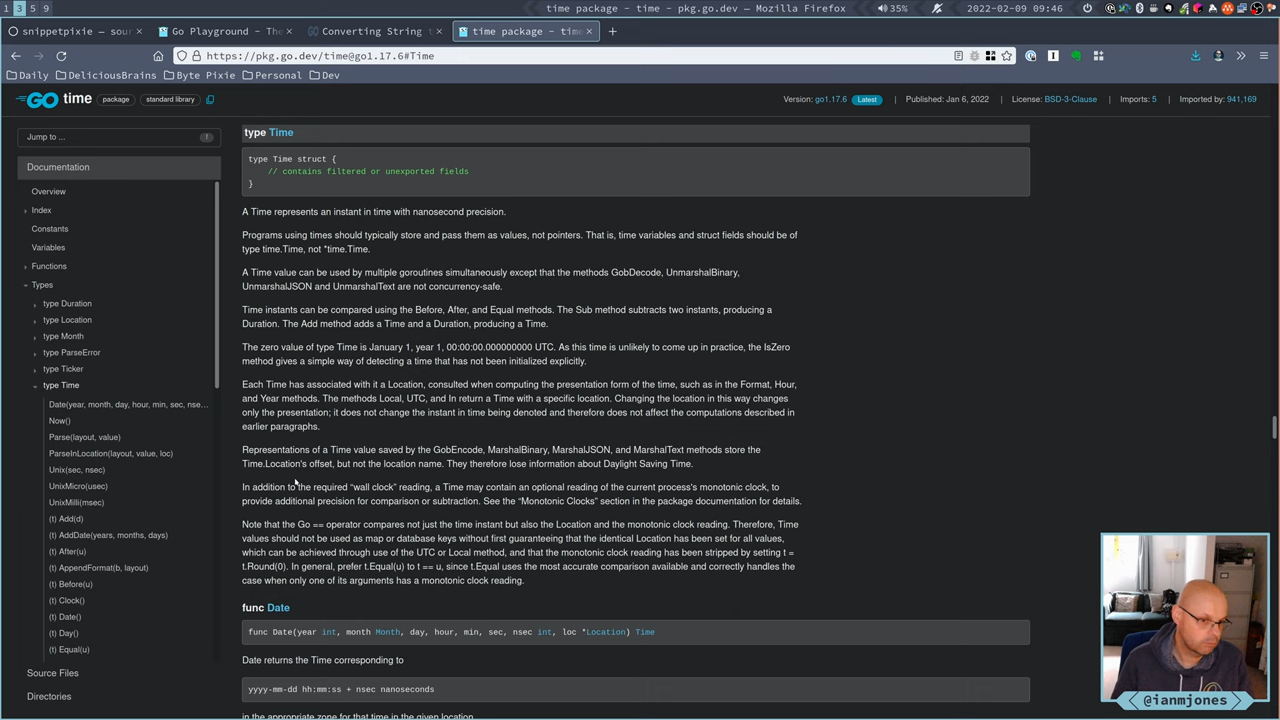 1 3 5 9
time package - time - pkg.go.dev — Mozilla Firefox
35%
2022-02-09 09:46
snippetpixie — sour
Go Playground - The
Converting String t
time package - time
https://pkg.go.dev/time@go1.17.6#Time
Daily DeliciousBrains Byte Pixie Personal Dev
GO time package standard library
Version: go1.17.6 Latest Published: Jan 6, 2022 License: BSD-3-Clause Imports: 5 Imported by: 941,169
Jump to ... f
Documentation
Overview
Index
Constants
Variables
Functions
Types
type Duration
type Location
type Month
type ParseError
type Ticker
type Time
Date(year, month, day, hour, min, sec, nse...
Now()
Parse(layout, value)
ParseInLocation(layout, value, loc)
Unix(sec, nsec)
UnixMicro(usec)
UnixMilli(msec)
(t) Add(d)
(t) AddDate(years, months, days)
(t) After(u)
(t) AppendFormat(b, layout)
(t) Before(u)
(t) Clock()
(t) Date()
(t) Day()
(t) Equal(u)
Source Files
Directories
type Time
type Time struct {
// contains filtered or unexported fields
}
A Time represents an instant in time with nanosecond precision.
Programs using times should typically store and pass them as values, not pointers. That is, time variables and struct fields should be of
type time.Time, not *time.Time.
A Time value can be used by multiple goroutines simultaneously except that the methods GobDecode, UnmarshalBinary,
UnmarshalJSON and UnmarshalText are not concurrency-safe.
Time instants can be compared using the Before, After, and Equal methods. The Sub method subtracts two instants, producing a
Duration. The Add method adds a Time and a Duration, producing a Time.
The zero value of type Time is January 1, year 1, 00:00:00.000000000 UTC. As this time is unlikely to come up in practice, the IsZero
method gives a simple way of detecting a time that has not been initialized explicitly.
Each Time has associated with it a Location, consulted when computing the presentation form of the time, such as in the Format, Hour,
and Year methods. The methods Local, UTC, and In return a Time with a specific location. Changing the location in this way changes
only the presentation; it does not change the instant in time being denoted and therefore does not affect the computations described in
earlier paragraphs.
Representations of a Time value saved by the GobEncode, MarshalBinary, MarshalJSON, and MarshalText methods store the
Time.Location's offset, but not the location name. They therefore lose information about Daylight Saving Time.
In addition to the required “wall clock” reading, a Time may contain an optional reading of the current process's monotonic clock, to
provide additional precision for comparison or subtraction. See the “Monotonic Clocks” section in the package documentation for details.
Note that the Go == operator compares not just the time instant but also the Location and the monotonic clock reading. Therefore, Time
values should not be used as map or database keys without first guaranteeing that the identical Location has been set for all values,
which can be achieved through use of the UTC or Local method, and that the monotonic clock reading has been stripped by setting t =
t.Round(0). In general, prefer t.Equal(u) to t == u, since t.Equal uses the most accurate comparison available and correctly handles the
case when only one of its arguments has a monotonic clock reading.
func Date
func Date(year int, month Month, day, hour, min, sec, nsec int, loc *Location) Time
Date returns the Time corresponding to
yyyy-mm-dd hh:mm:ss + nsec nanoseconds
in the appropriate zone for that time in the given location.
@ianmjones